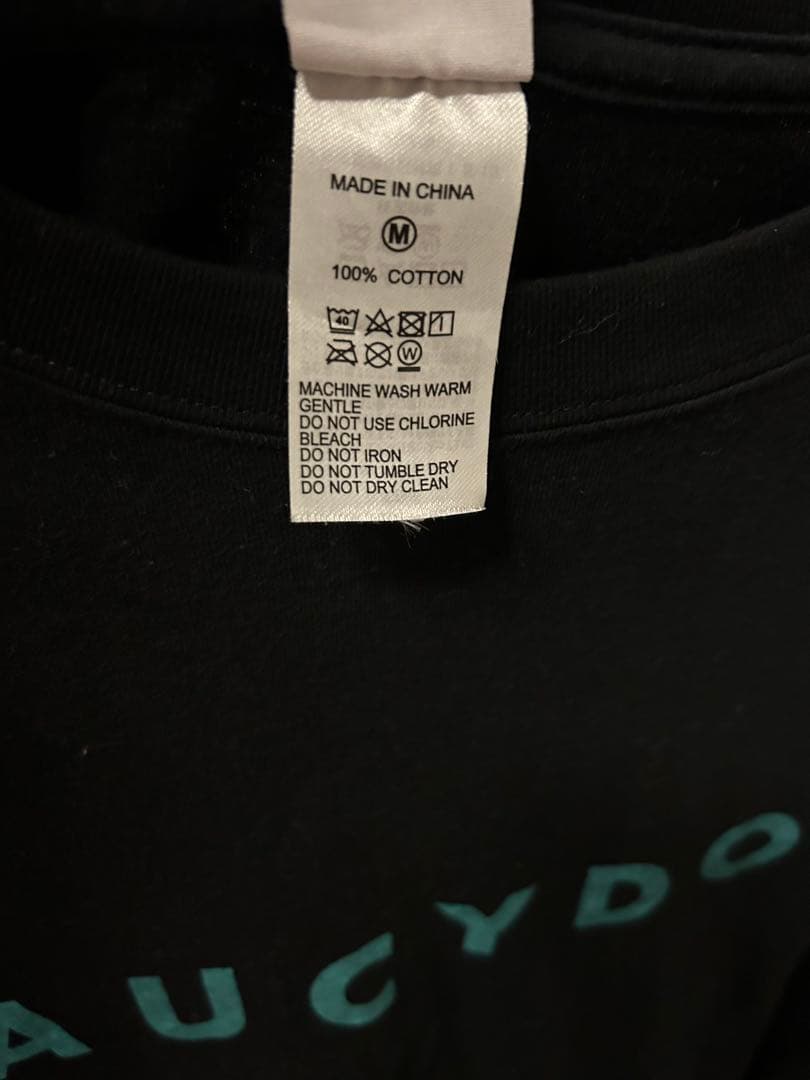 MADE IN CHINA
M
100% COTTON
40
W
MACHINE WASH WARM
GENTLE
DO NOT USE CHLORINE
BLEACH
DO NOT IRON
DO NOT TUMBLE DRY
DO NOT DRY CLEAN
AUCYDO